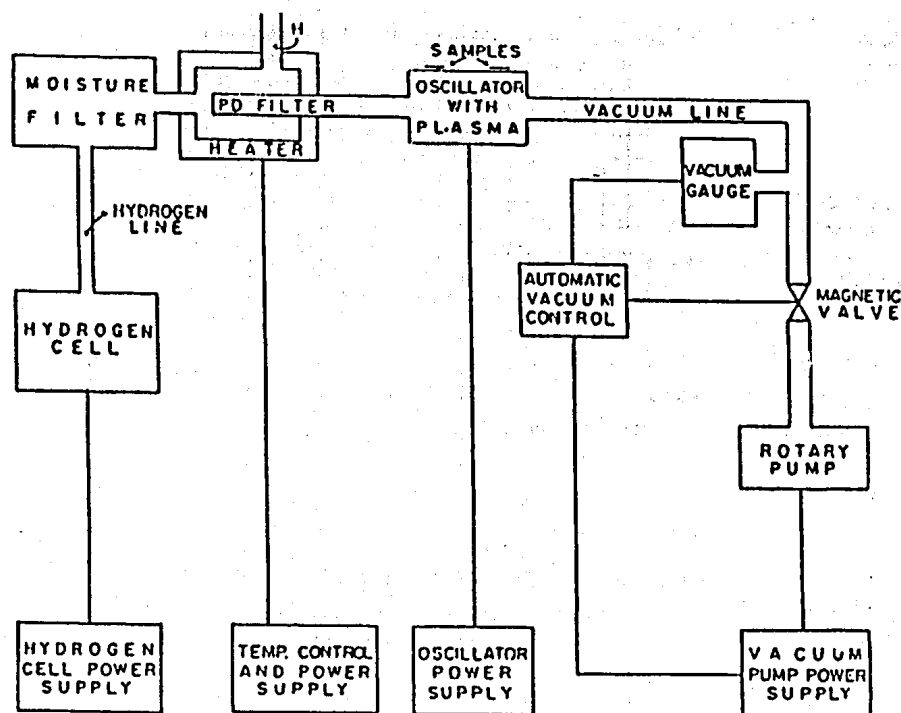 H
SAMPLES
MOISTURE
FILTER
PD FILTER
HEATER
OSCILLATOR
WITH
PLASMA
VACUUM LINE
VACUUM
GAUGE
HYDROGEN
LINE
AUTOMATIC
VACUUM
CONTROL
MAGNETIC
VALVE
HYDROGEN
CELL
ROTARY
PUMP
HYDROGEN
CELL POWER
SUPPLY
TEMP. CONTROL
AND POWER
SUPPLY
OSCILLATOR
POWER
SUPPLY
VACUUM
PUMP POWER
SUPPLY